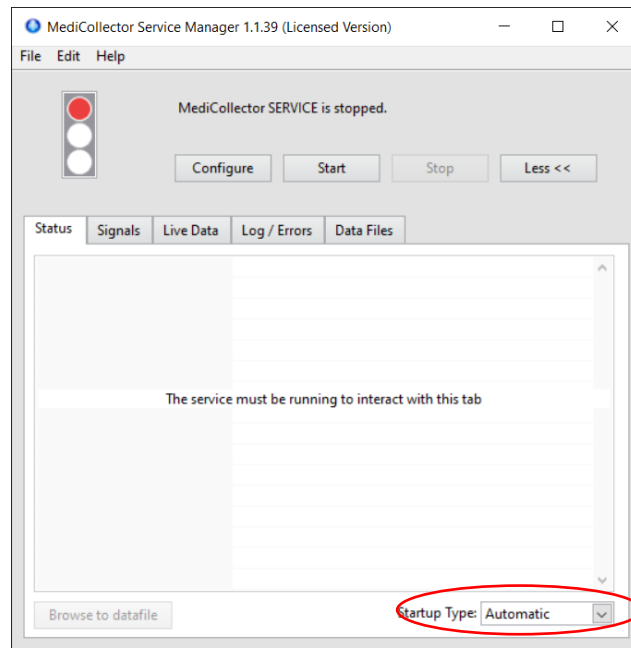 MediCollector Service Manager 1.1.39 (Licensed Version)
File Edit Help
MediCollector SERVICE is stopped.
Configure Start Stop Less <<
Status Signals Live Data Log / Errors Data Files
The service must be running to interact with this tab
Browse to datafile Startup Type: Automatic